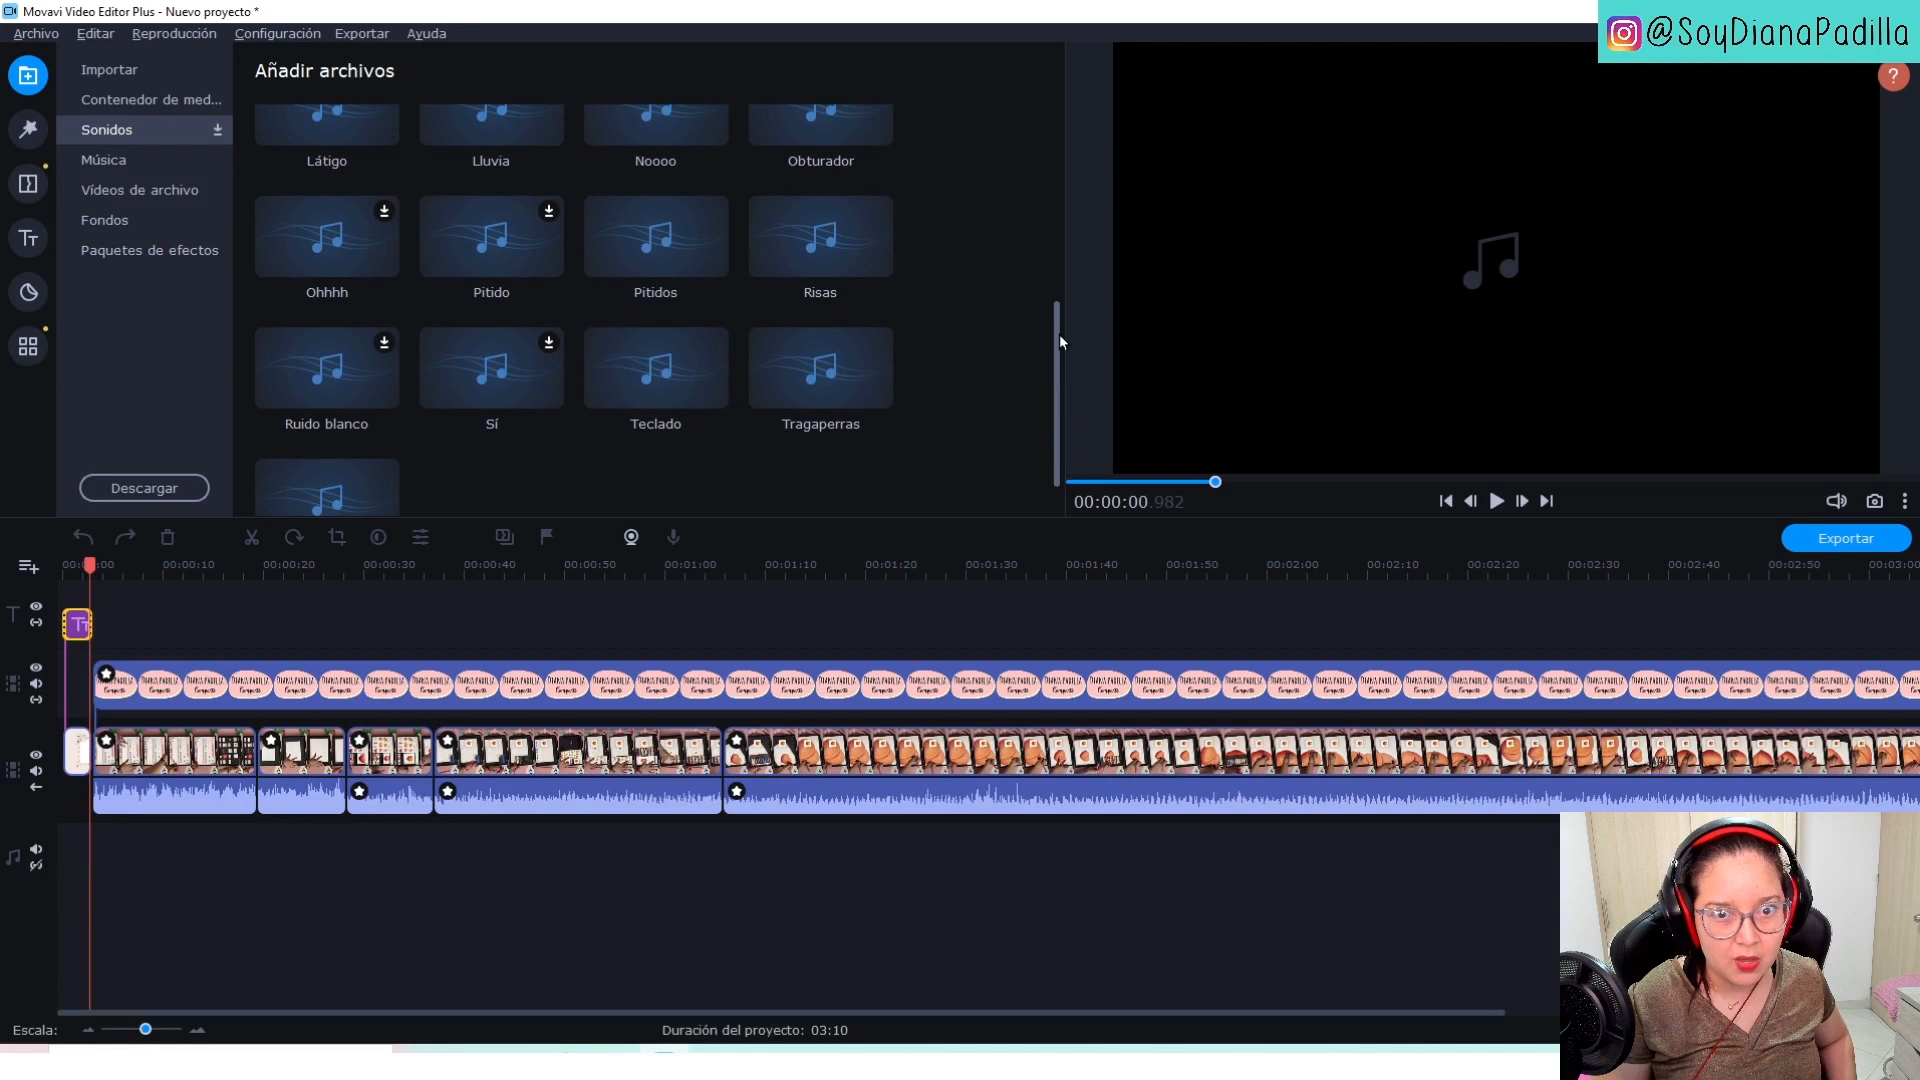 Movavi Video Editor Plus - Nuevo proyecto *
@SoyDianaPadilla
Archivo Editar Reproducción Configuración Exportar Ayuda
Importar
Contenedor de med...
Sonidos
Música
Vídeos de archivo
Fondos
Paquetes de efectos
Descargar
Añadir archivos
Látigo Lluvia Noooo Obturador
Ohhhh Pitido Pitidos Risas
Ruido blanco Sí Teclado Tragaperras
?
00:00:00.982
Exportar
00:00:10 00:00:20 00:00:30 00:00:40 00:00:50 00:01:00 00:01:10 00:01:20 00:01:30 00:01:40 00:01:50 00:02:00 00:02:10 00:02:20 00:02:30 00:02:40 00:02:50
DIANA PADILLA
Escala:
Duración del proyecto: 03:10